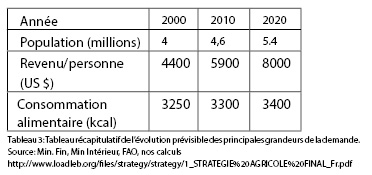 Année 2000 2010 2020
Population (millions) 4 4,6 5.4
Revenu/personne 4400 5900 8000
(US $)
Consommation 3250 3300 3400
alimentaire (kcal)
Tableau 3: Tableau récapitulatif de l'évolution prévisible des principales grandeurs de la demande.
Source: Min. Fin, Min Intérieur, FAO, nos calculs
http://www.loadleb.org/files/strategy/strategy/1_STRATEGIE%20AGRICOLE%20FINAL_Fr.pdf